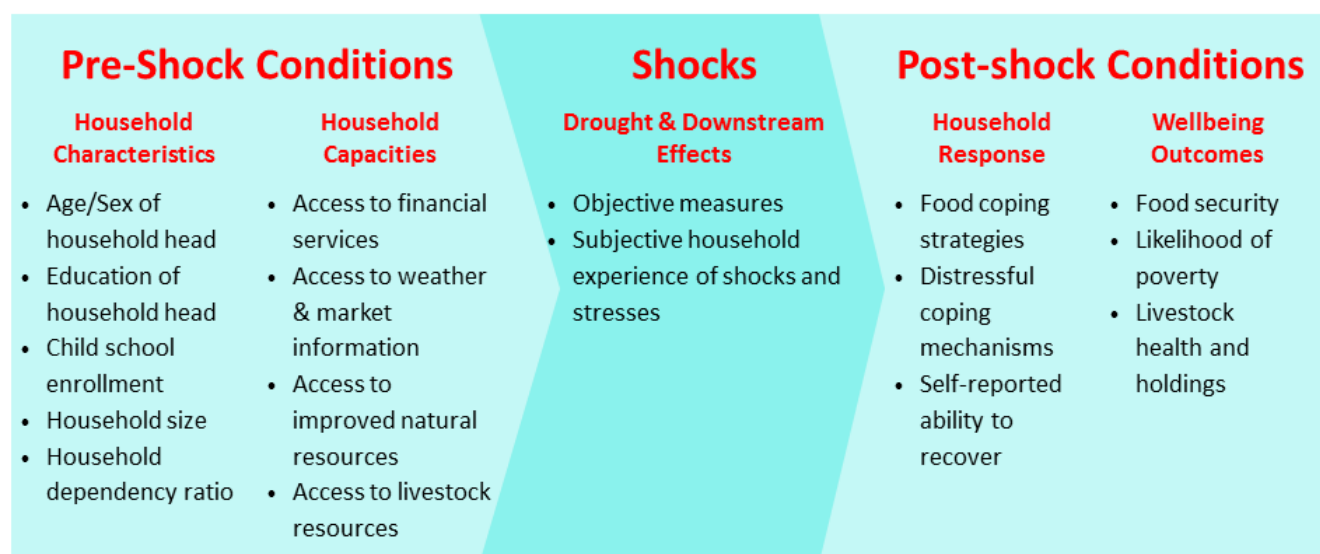 Pre-Shock Conditions
Household
Characteristics
• Age/Sex of
household head
• Education of
household head
• Child school
enrollment
• Household size
• Household
dependency ratio
Household
Capacities
• Access to financial
services
• Access to weather
& market
information
• Access to
improved natural
resources
• Access to livestock
resources
Shocks
Drought & Downstream
Effects
• Objective measures
• Subjective household
experience of shocks and
stresses
Post-shock Conditions
Household
Response
• Food coping
strategies
• Distressful
coping
mechanisms
• Self-reported
ability to
recover
Wellbeing
Outcomes
• Food security
• Likelihood of
poverty
• Livestock
health and
holdings